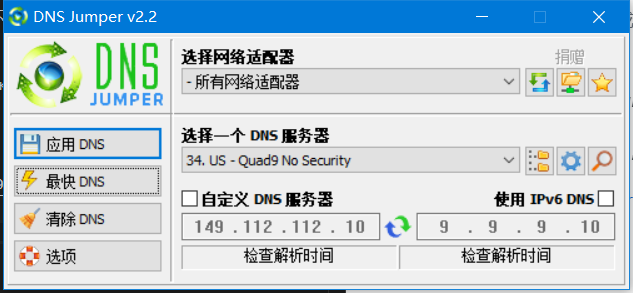 DNS Jumper v2.2
DNS
JUMPER
选择网络适配器
捐赠
- 所有网络适配器
应用 DNS
最快 DNS
清除 DNS
选项
选择一个 DNS 服务器
34. US - Quad9 No Security
自定义 DNS 服务器
使用 IPv6 DNS
149 . 112 . 112 . 10
9 . 9 . 9 . 10
检查解析时间
检查解析时间